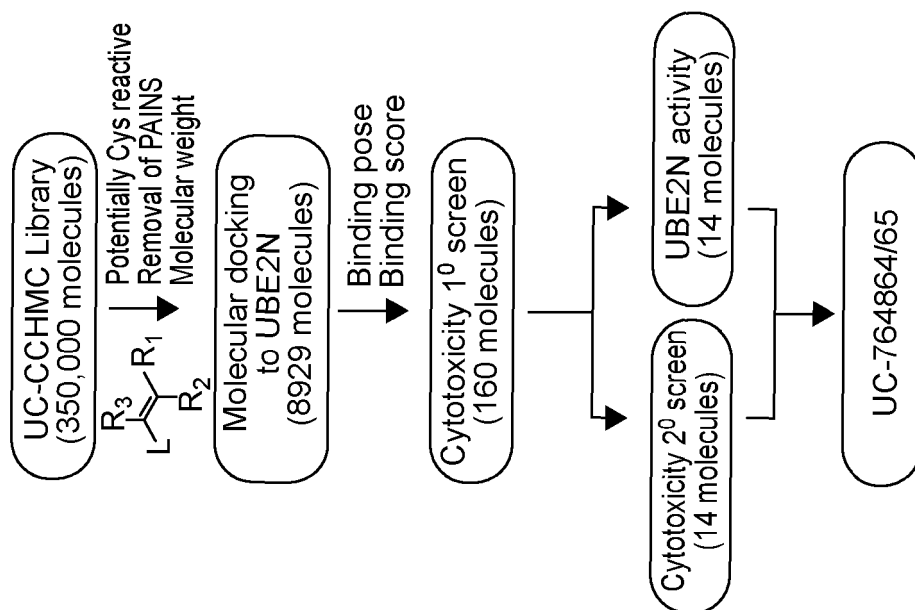 UC-CCHMC Library
(350,000 molecules)
Potentially Cys reactive
Removal of PAINS
Molecular weight
R3
R1
L
R2
Molecular docking
to UBE2N
(8929 molecules)
Binding pose
Binding score
Cytotoxicity 1⁰ screen
(160 molecules)
Cytotoxicity 2⁰ screen
(14 molecules)
UBE2N activity
(14 molecules)
UC-764864/65